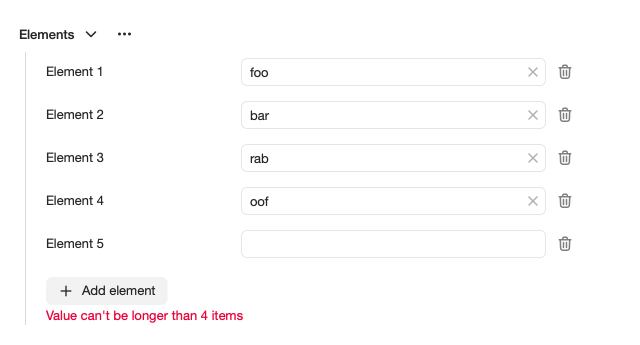 Elements
Element 1 foo
Element 2 bar
Element 3 rab
Element 4 oof
Element 5
Add element
Value can't be longer than 4 items